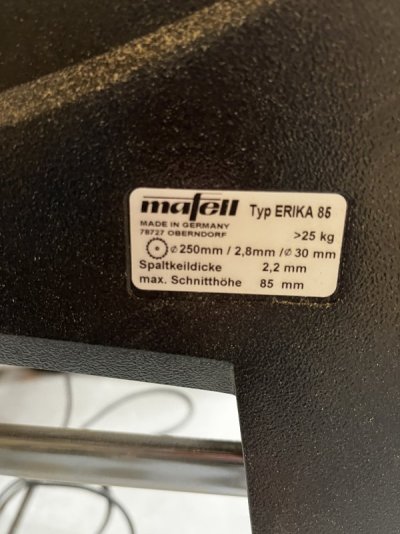 mafell Typ ERIKA 85
MADE IN GERMANY
78727 OBERNDORF >25 kg
⌀ 250mm / 2,8mm /⌀ 30 mm
Spaltkeildicke 2,2 mm
max. Schnitthöhe 85 mm